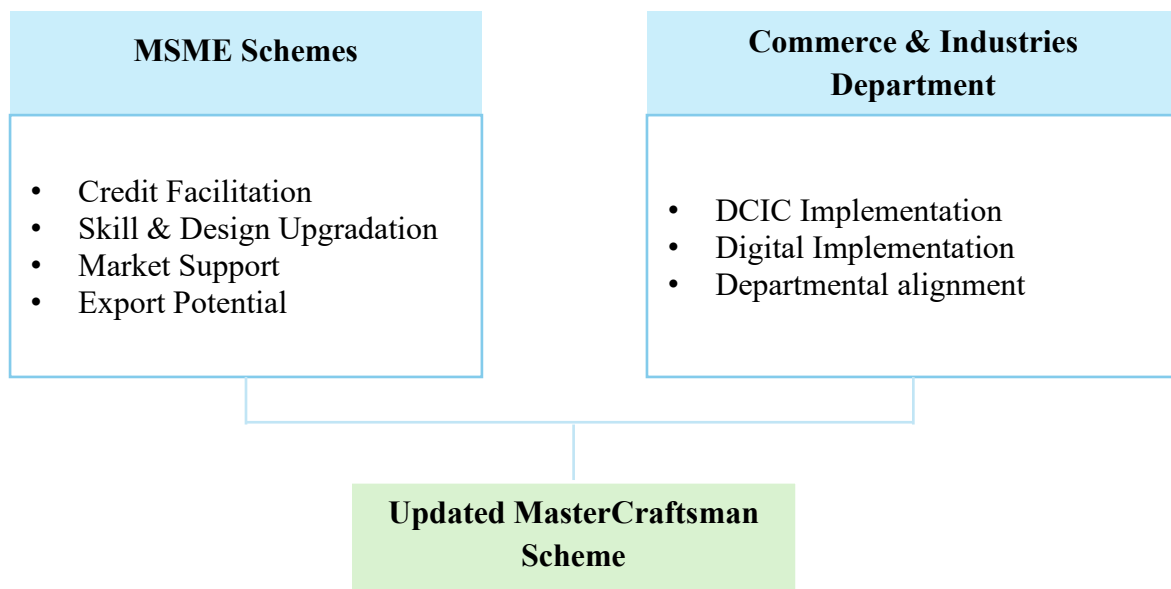 MSME Schemes
• Credit Facilitation
• Skill & Design Upgradation
• Market Support
• Export Potential
Commerce & Industries
Department
• DCIC Implementation
• Digital Implementation
• Departmental alignment
Updated MasterCraftsman
Scheme